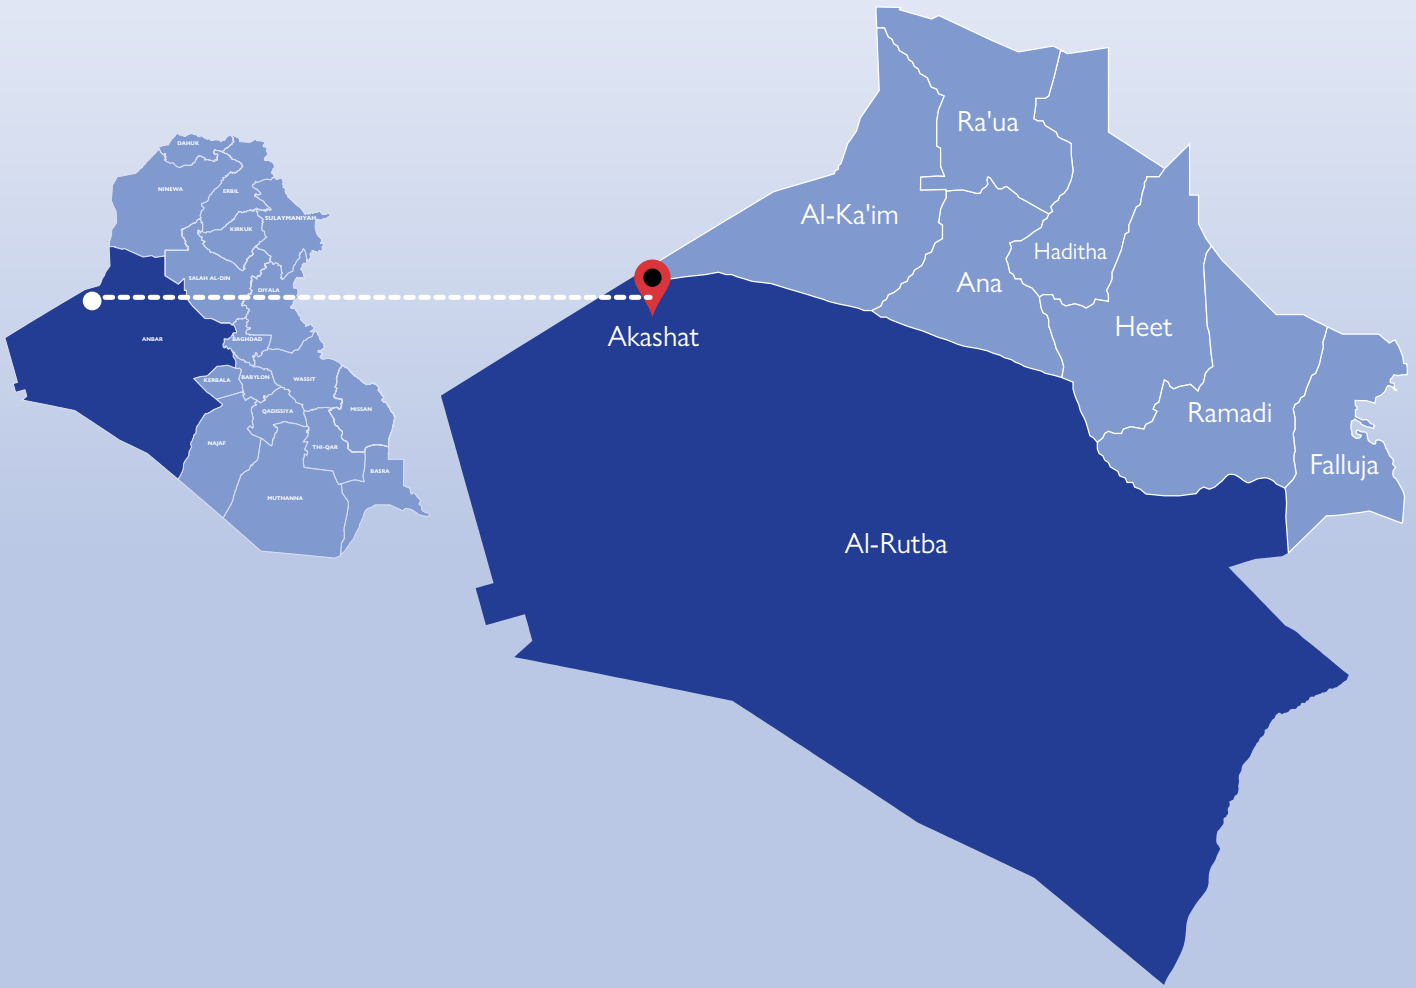 DAHUK
NINEWA
ERBIL
SULAYMANIYAH
KIRKUK
SALAH AL-DIN
DIYALA
ANBAR
BAGHDAD
KERBALA
BABYLON
WASSIT
QADISSIYA
MISSAN
NAJAF
THI-QAR
BASRA
MUTHANNA
Ra'ua
Al-Ka'im
Haditha
Ana
Heet
Akashat
Ramadi
Falluja
Al-Rutba